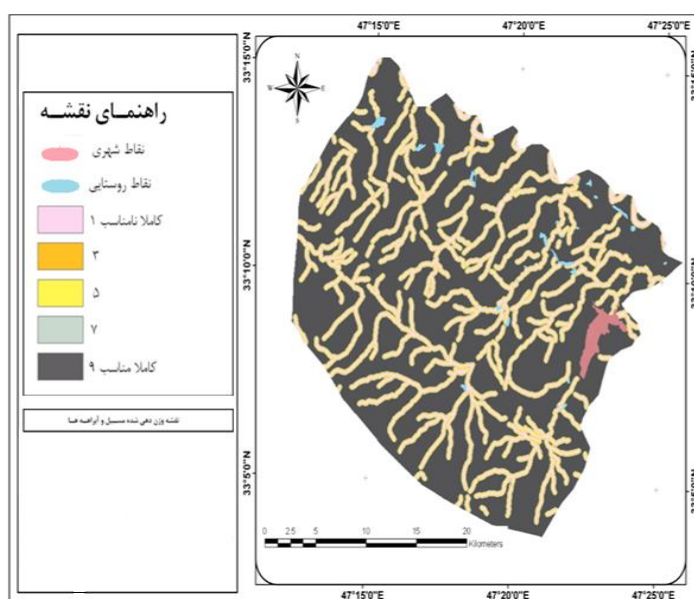 راهنمای نقشه
نقاط شهری
نقاط روستایی
کاملا نامناسب ۱
۳
۵
۷
کاملا مناسب ۹
نقشه وزن دهی شده مسیل و آبراهه ها
47°15'0"E 47°20'0"E 47°25'0"E
33°15'0"N
33°10'0"N
33°5'0"N
N
W E
S
0 2.5 5 10 15 20
Kilometers
47°15'0"E 47°20'0"E 47°25'0"E